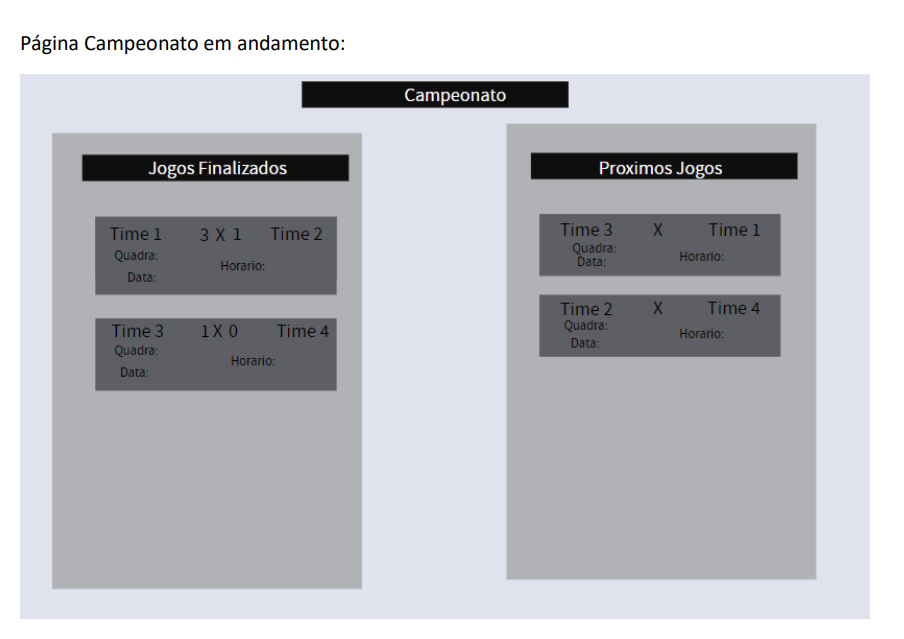 Página Campeonato em andamento:
Campeonato
Jogos Finalizados
Time 1 3 X 1 Time 2
Quadra:
Horario:
Data:
Time 3 1 X 0 Time 4
Quadra:
Horario:
Data:
Proximos Jogos
Time 3 X Time 1
Quadra:
Horario:
Data:
Time 2 X Time 4
Quadra:
Horario:
Data: